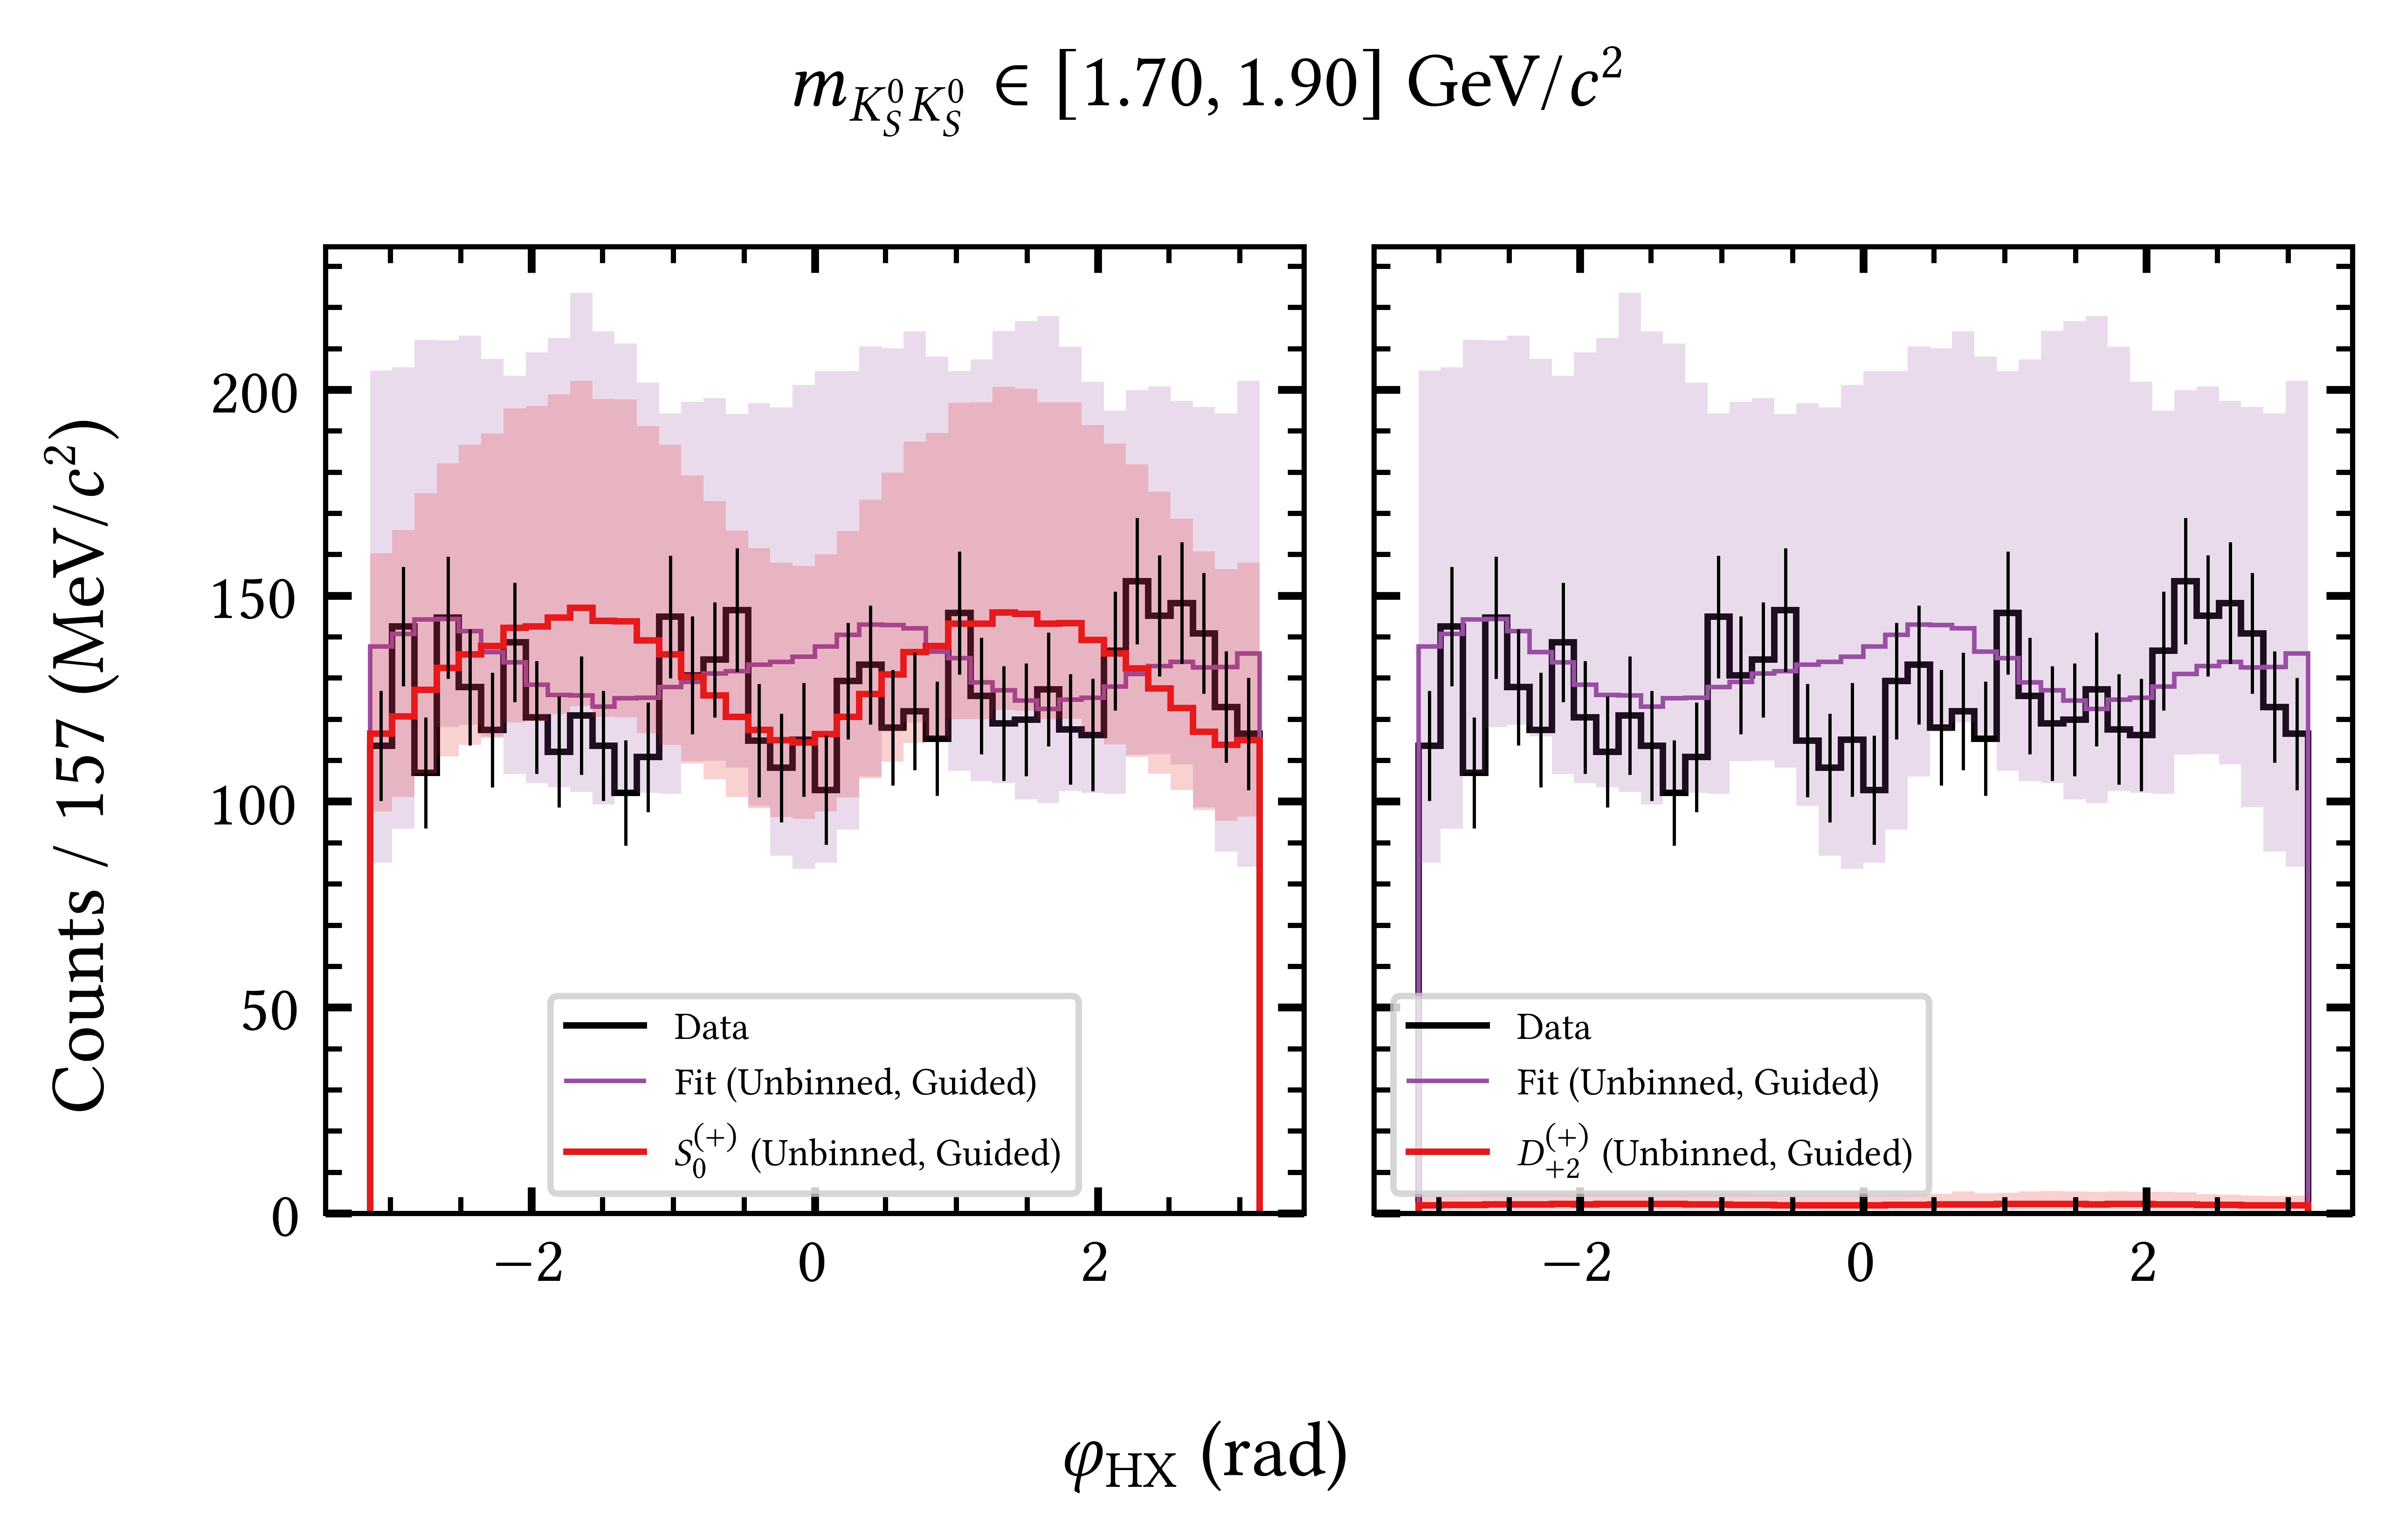 m_{K_S^0 K_S^0} ∈ [1.70, 1.90] GeV/c²
Counts / 157 (MeV/c²)
200
150
100
50
0
Data
Fit (Unbinned, Guided)
S_0^{(+)} (Unbinned, Guided)
Data
Fit (Unbinned, Guided)
D_{+2}^{(+)} (Unbinned, Guided)
−2 0 2
−2 0 2
φ_{HX} (rad)